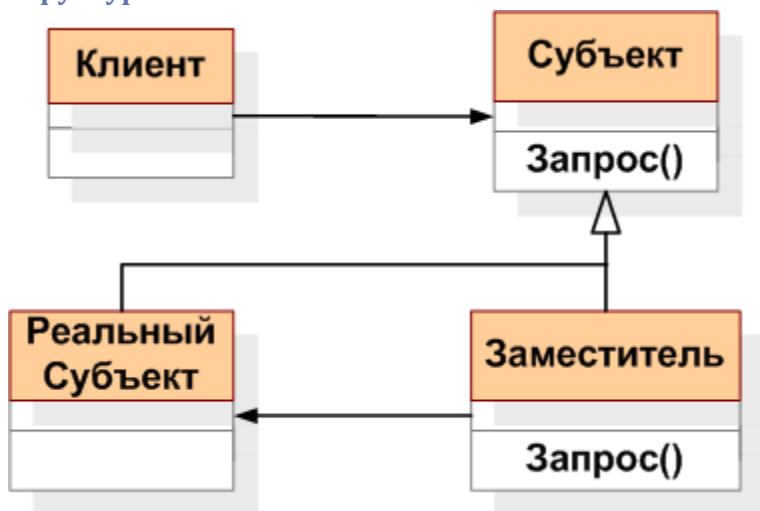 Клиент
Субъект
Запрос()
Реальный
Субъект
Заместитель
Запрос()